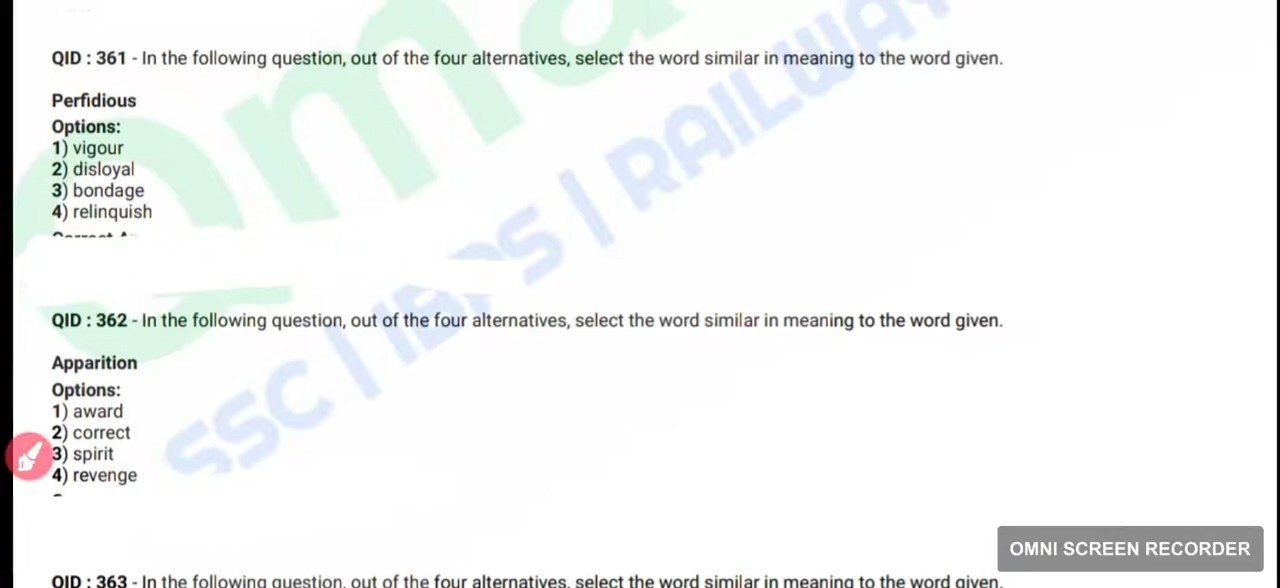 QID : 361 - In the following question, out of the four alternatives, select the word similar in meaning to the word given.
Perfidious
Options:
1) vigour
2) disloyal
3) bondage
4) relinquish
QID : 362 - In the following question, out of the four alternatives, select the word similar in meaning to the word given.
Apparition
Options:
1) award
2) correct
3) spirit
4) revenge
SSC | IBPS | RAILWAY
OMNI SCREEN RECORDER
QID : 363 - In the following question, out of the four alternatives, select the word similar in meaning to the word given.